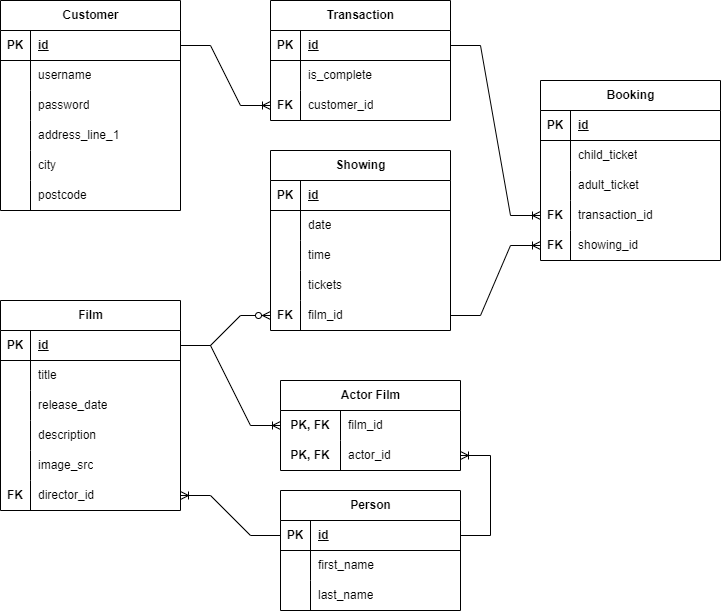 Customer
PK id
username
password
address_line_1
city
postcode
Transaction
PK id
is_complete
FK customer_id
Booking
PK id
child_ticket
adult_ticket
FK transaction_id
FK showing_id
Showing
PK id
date
time
tickets
FK film_id
Film
PK id
title
release_date
description
image_src
FK director_id
Actor Film
PK, FK film_id
PK, FK actor_id
Person
PK id
first_name
last_name